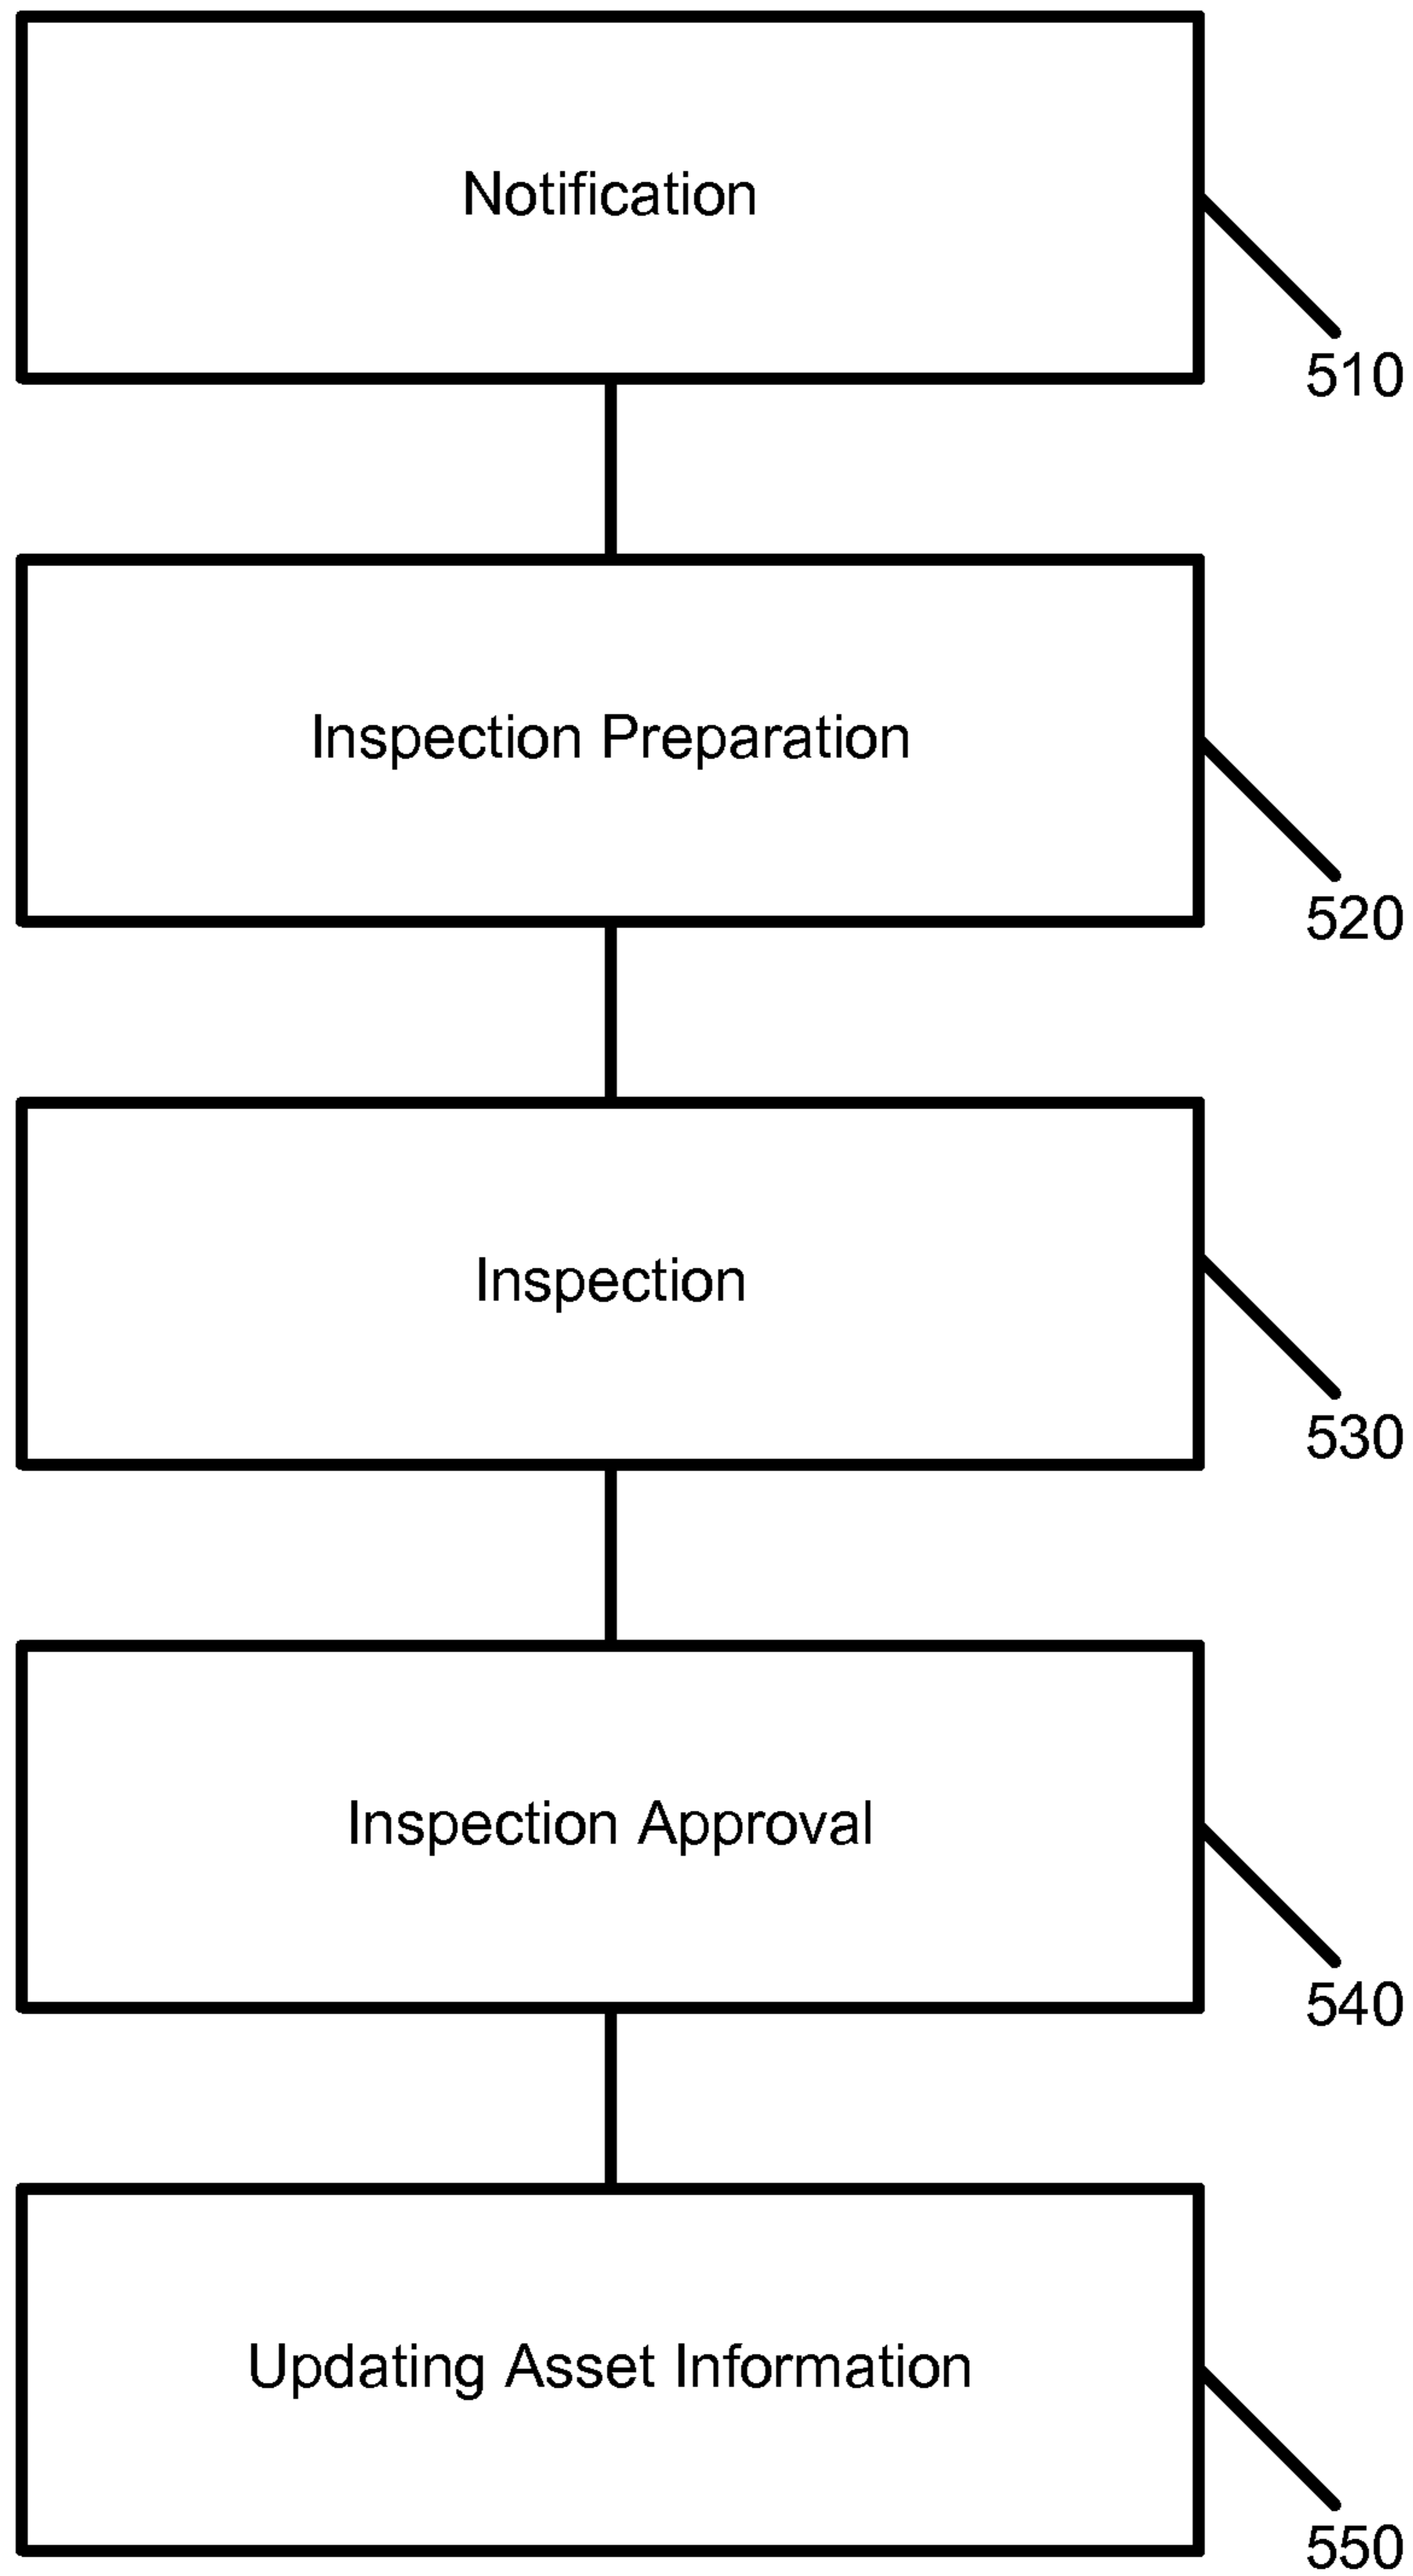 Notification
510
Inspection Preparation
520
Inspection
530
Inspection Approval
540
Updating Asset Information
550